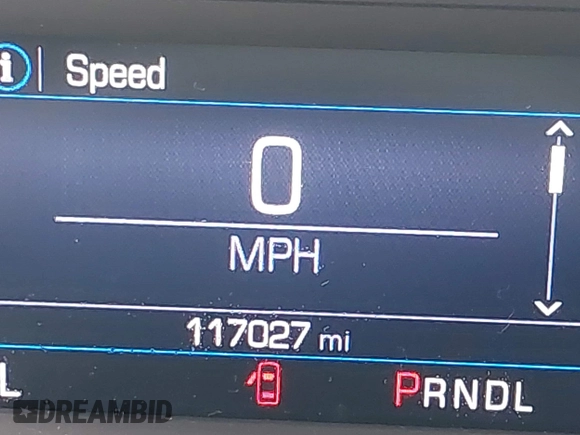 i | Speed
0
MPH
117027 mi
L PRNDL
DREAMBID